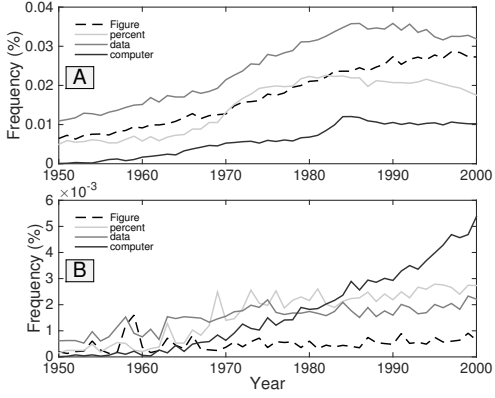 0.04
0.03
0.02
0.01
0
Frequency (%)
Figure
percent
data
computer
A
1950 1960 1970 1980 1990 2000
×10-3
6
5
4
3
2
1
0
Frequency (%)
Figure
percent
data
computer
B
1950 1960 1970 1980 1990 2000
Year